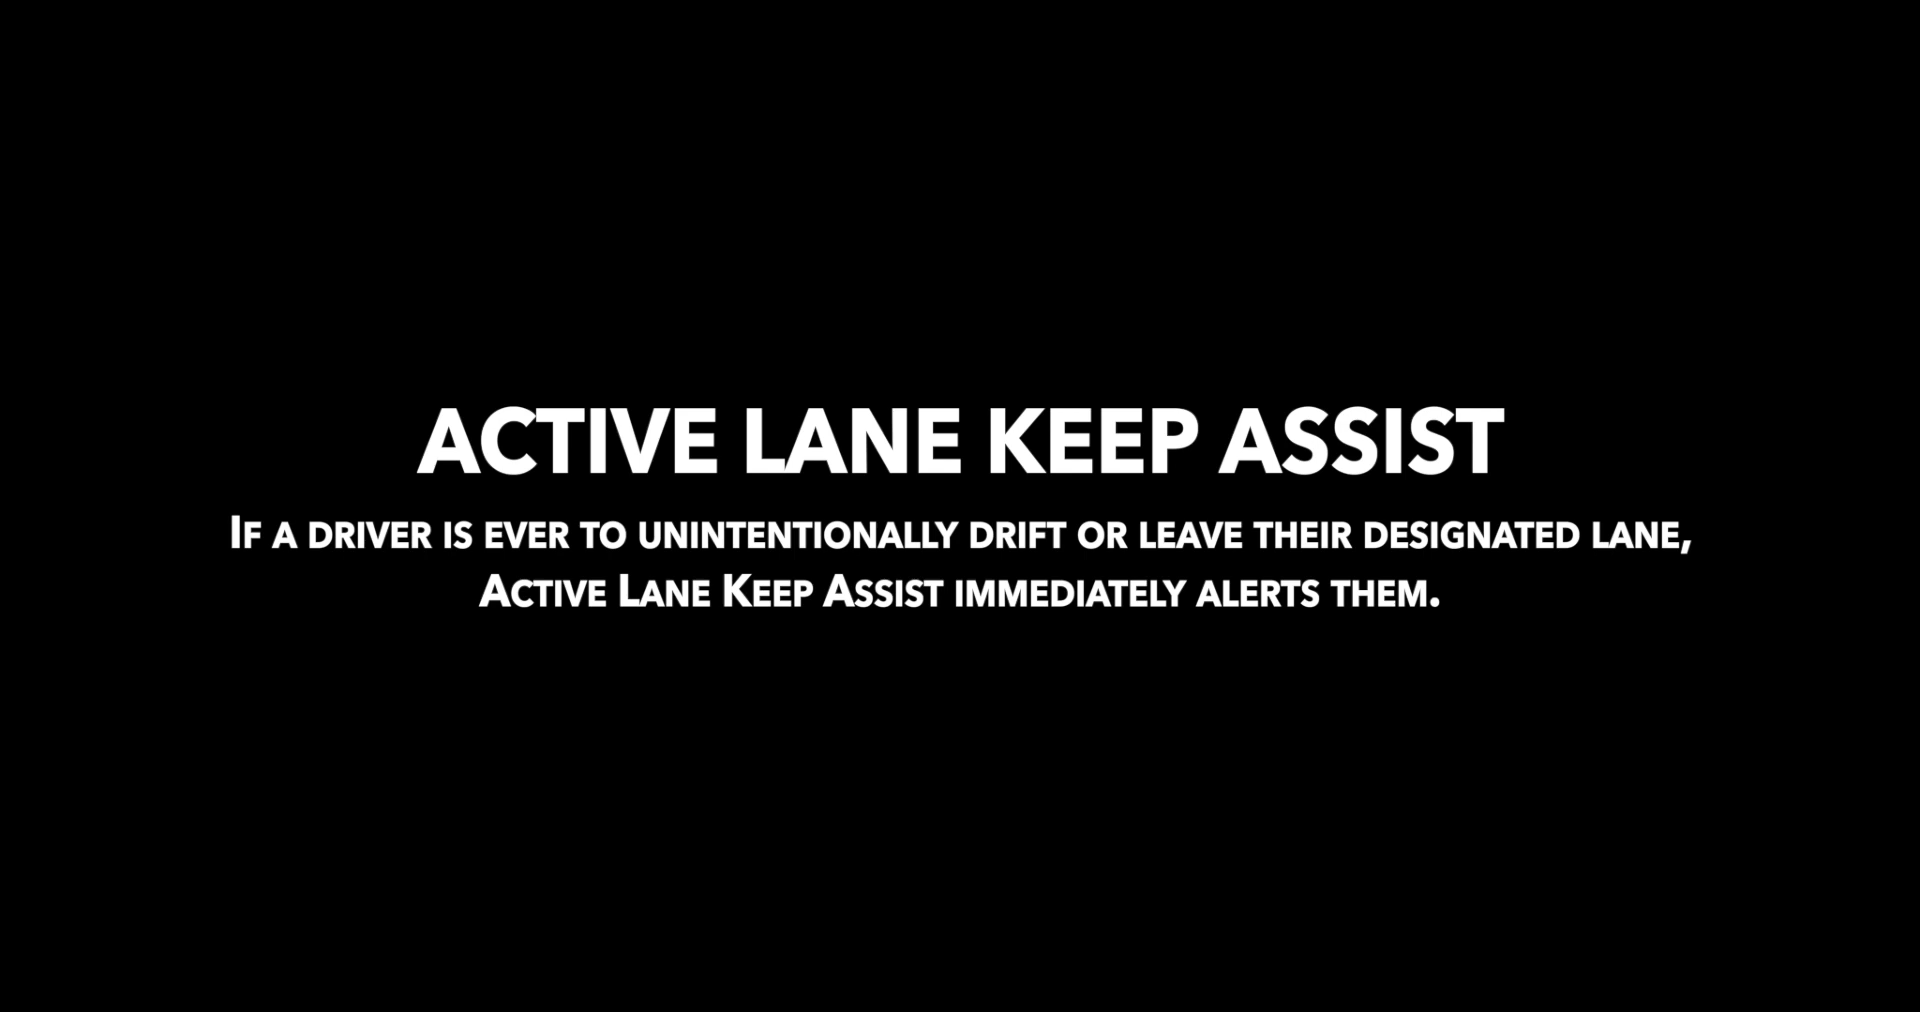 ACTIVE LANE KEEP ASSIST
If a driver is ever to unintentionally drift or leave their designated lane,
Active Lane Keep Assist immediately alerts them.